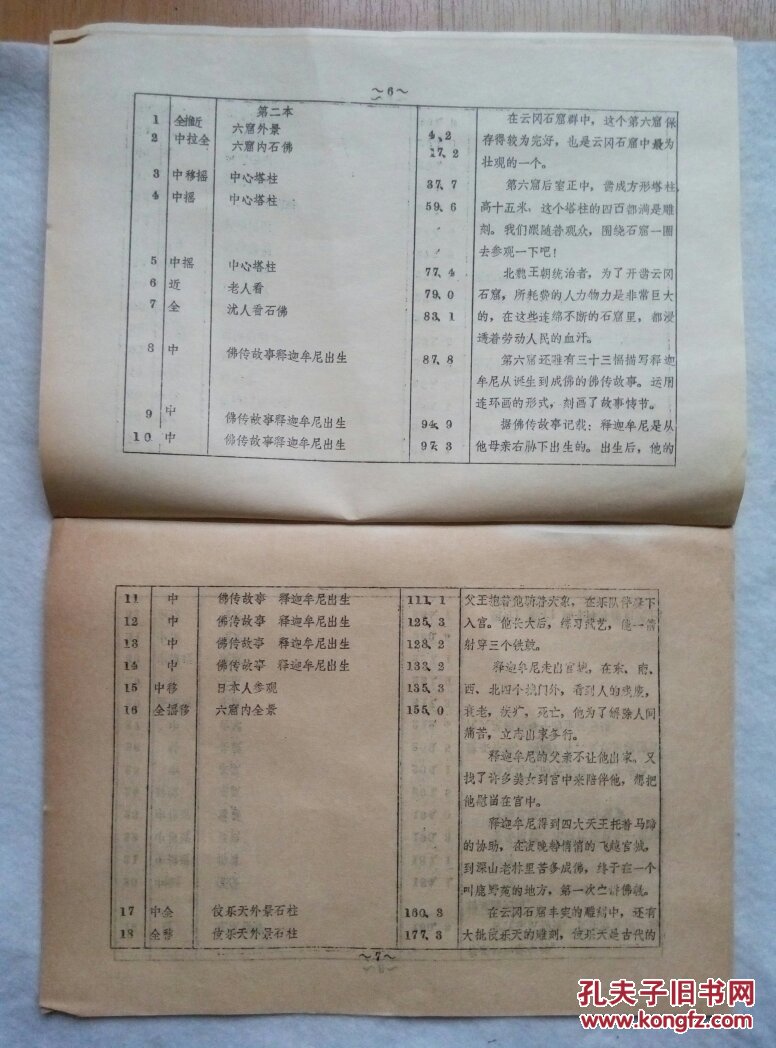 ～6～
第二本
1 全推近 六窟外景 4.2 在云冈石窟群中，这个第六窟保
2 中拉全 六窟内石佛 17.2 存得较为完好，也是云冈石窟中最为
壮观的一个。
3 中移摇 中心塔柱 37.7 第六窟后室正中，凿成方形塔柱，
4 中摇 中心塔柱 59.6 高十五米，这个塔柱的四面都满是雕
刻。我们跟随着观众，围绕石窟一圈
去参观一下吧！
5 中摇 中心塔柱 77.4 北魏王朝统治者，为了开凿云冈
6 近 老人看 79.0 石窟，所耗费的人力物力是非常巨大
7 全 沈人看石佛 83.1 的，在这些连绵不断的石窟里，都浸
透着劳动人民的血汗。
8 中 佛传故事释迦牟尼出生 87.8 第六窟还雕有三十三幅描写释迦
牟尼从诞生到成佛的佛传故事。运用
连环画的形式，刻画了故事情节。
9 中 佛传故事释迦牟尼出生 94.9 据佛传故事记载：释迦牟尼是从
10 中 佛传故事释迦牟尼出生 97.3 他母亲右胁下出生的。出生后，他的
11 中 佛传故事 释迦牟尼出生 111.1 父王抱着他骑着大象，在乐队伴奏下
12 中 佛传故事 释迦牟尼出生 125.3 入宫。他长大后，练习武艺，他一箭
13 中 佛传故事 释迦牟尼出生 128.2 射穿三个铁鼓。
14 中 佛传故事 释迦牟尼出生 133.2 释迦牟尼走出宫城，在东、南、
15 中移 日本人参观 135.3 西、北四个城门外，看到人的残废，
16 全摇移 六窟内全景 155.0 衰老，疾病，死亡，他为了解除人间
痛苦，立志出家多行。
释迦牟尼的父亲不让他出家、又
找了许多美女到宫中来陪伴他，想把
他慰留在宫中。
释迦牟尼得到四大天王托着马蹄
的协助，在夜晚静悄悄的飞越宫城，
到深山老林里苦多成佛，终于在一个
叫鹿野苑的地方，第一次讲佛说。
17 中全 伎乐天外景石柱 160.3 在云冈石窟丰实的雕刻中，还有
18 全移 伎乐天外景石柱 177.3 大批伎乐天的雕刻，伎乐天是古代的
～7～
孔夫子旧书网
www.kongfz.com